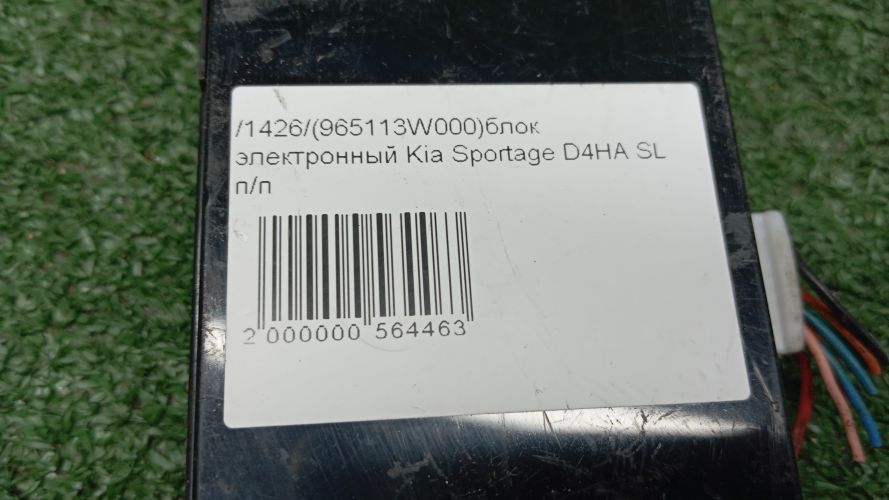 /1426/(965113W000)блок
электронный Kia Sportage D4HA SL
п/п
2 000000 564463